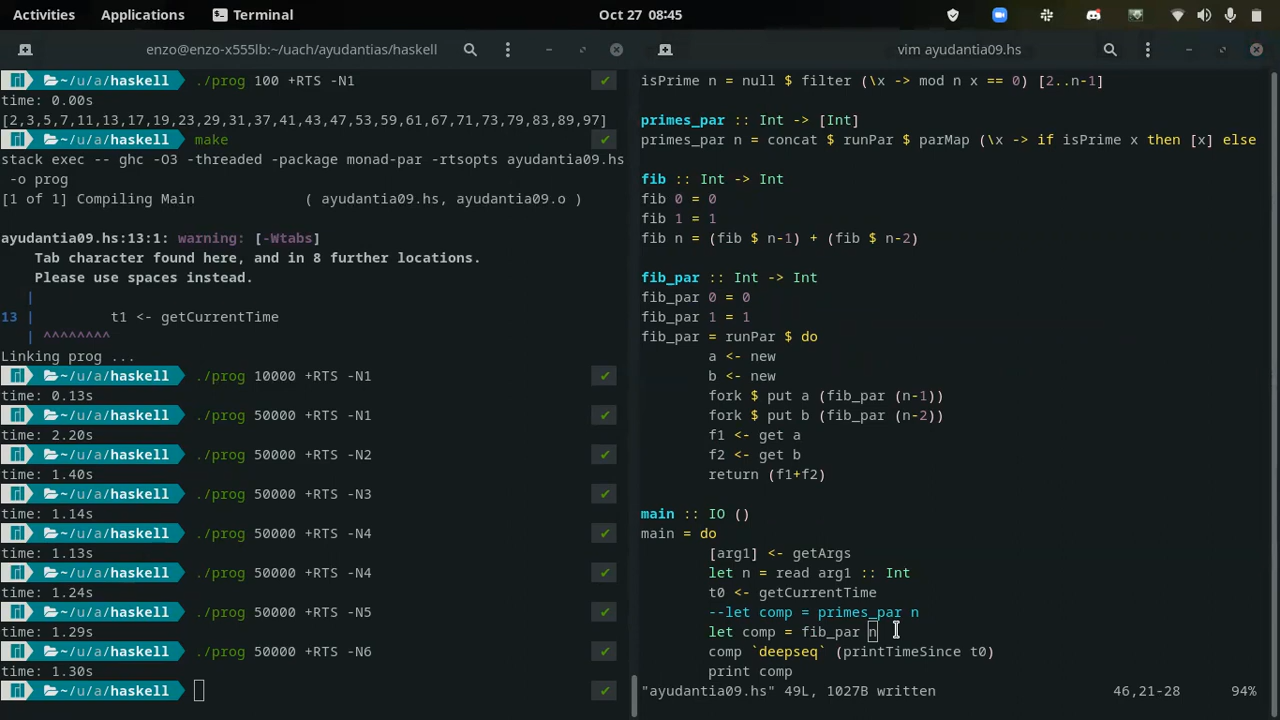 Activities Applications Terminal Oct 27 08:45
enzo@enzo-x555lb:~/uach/ayudantias/haskell
~/u/a/haskell ./prog 100 +RTS -N1
time: 0.00s
[2,3,5,7,11,13,17,19,23,29,31,37,41,43,47,53,59,61,67,71,73,79,83,89,97]
~/u/a/haskell make
stack exec -- ghc -O3 -threaded -package monad-par -rtsopts ayudantia09.hs
-o prog
[1 of 1] Compiling Main ( ayudantia09.hs, ayudantia09.o )
ayudantia09.hs:13:1: warning: [-Wtabs]
Tab character found here, and in 8 further locations.
Please use spaces instead.
|
13 | t1 <- getCurrentTime
| ^^^^^^^^
Linking prog ...
~/u/a/haskell ./prog 10000 +RTS -N1
time: 0.13s
~/u/a/haskell ./prog 50000 +RTS -N1
time: 2.20s
~/u/a/haskell ./prog 50000 +RTS -N2
time: 1.40s
~/u/a/haskell ./prog 50000 +RTS -N3
time: 1.14s
~/u/a/haskell ./prog 50000 +RTS -N4
time: 1.13s
~/u/a/haskell ./prog 50000 +RTS -N4
time: 1.24s
~/u/a/haskell ./prog 50000 +RTS -N5
time: 1.29s
~/u/a/haskell ./prog 50000 +RTS -N6
time: 1.30s
~/u/a/haskell
vim ayudantia09.hs
isPrime n = null $ filter (\x -> mod n x == 0) [2..n-1]
primes_par :: Int -> [Int]
primes_par n = concat $ runPar $ parMap (\x -> if isPrime x then [x] else
fib :: Int -> Int
fib 0 = 0
fib 1 = 1
fib n = (fib $ n-1) + (fib $ n-2)
fib_par :: Int -> Int
fib_par 0 = 0
fib_par 1 = 1
fib_par = runPar $ do
a <- new
b <- new
fork $ put a (fib_par (n-1))
fork $ put b (fib_par (n-2))
f1 <- get a
f2 <- get b
return (f1+f2)
main :: IO ()
main = do
[arg1] <- getArgs
let n = read arg1 :: Int
t0 <- getCurrentTime
--let comp = primes_par n
let comp = fib_par n
comp `deepseq` (printTimeSince t0)
print comp
"ayudantia09.hs" 49L, 1027B written 46,21-28 94%